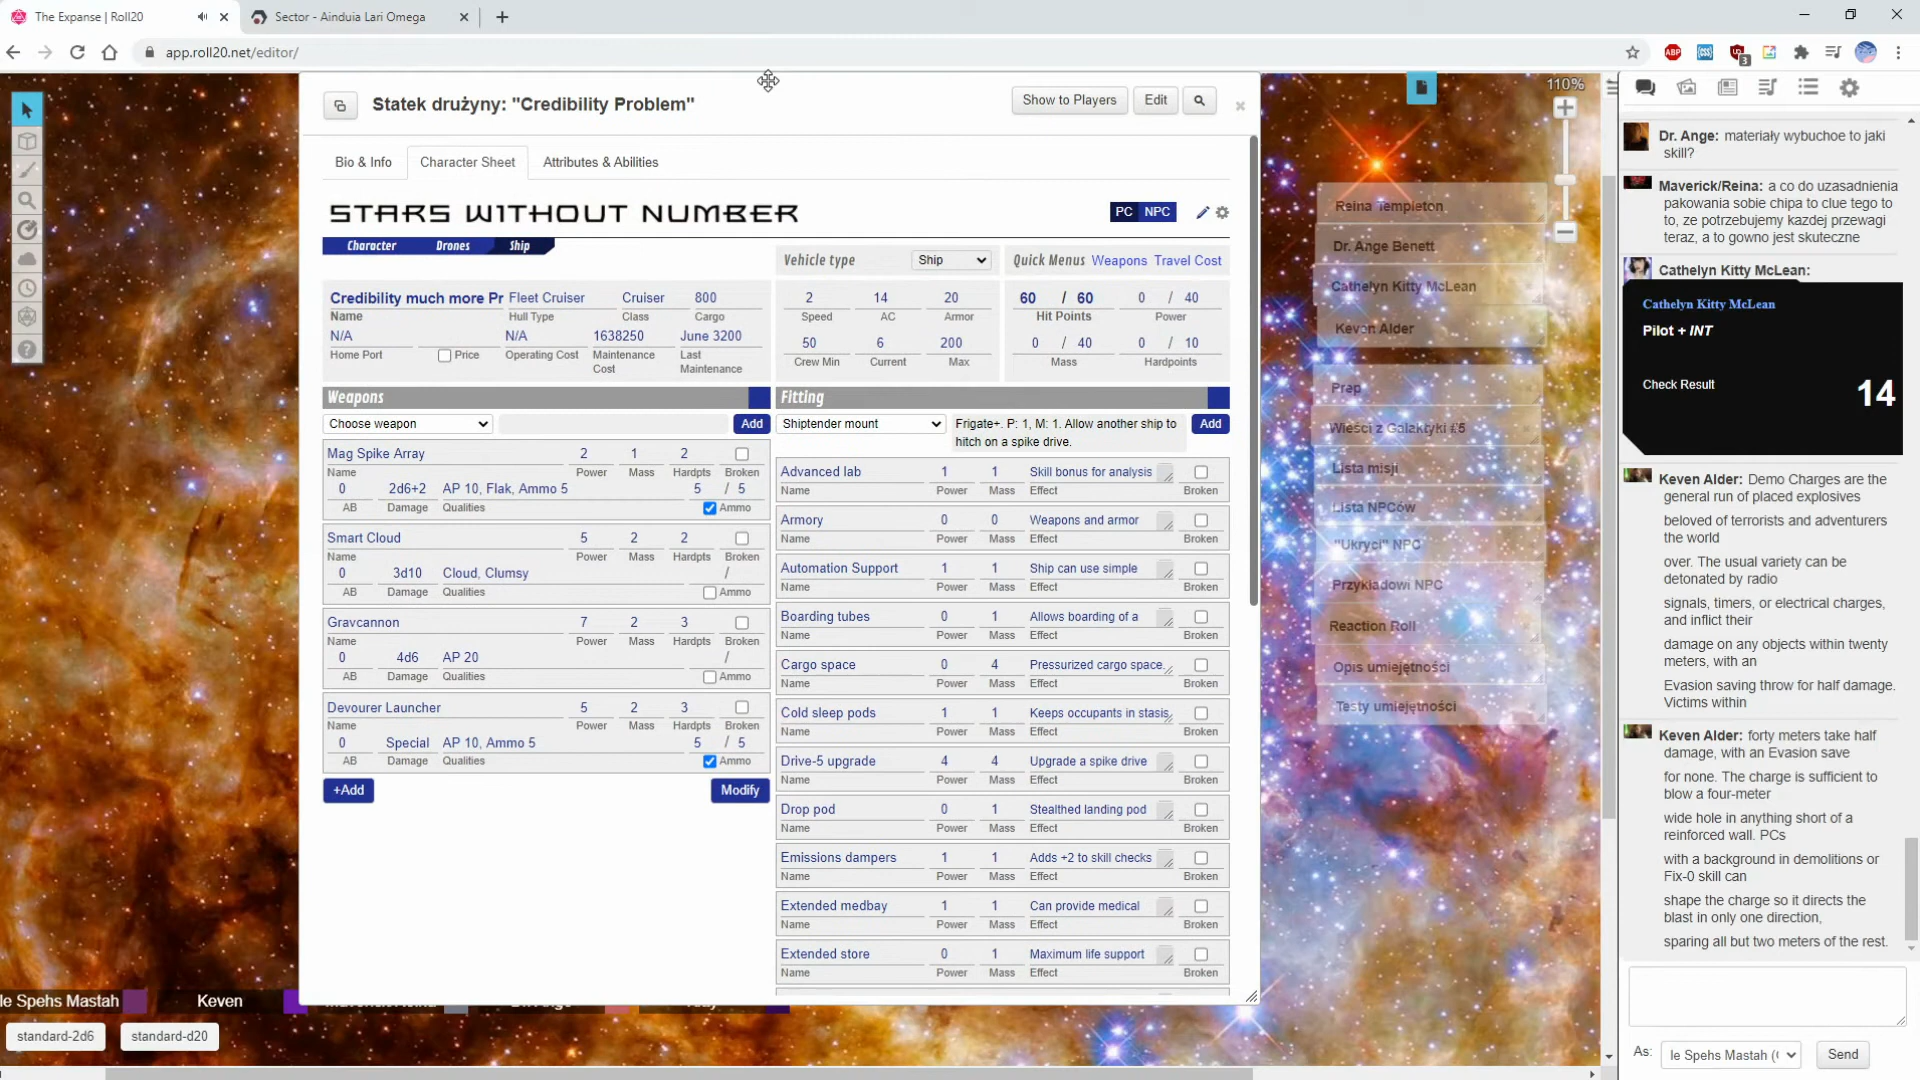 The Expanse | Roll20
Sector - Ainduia Lari Omega
app.roll20.net/editor/
ABP
3
Statek drużyny: "Credibility Problem"
Show to Players
Edit
Bio & Info
Character Sheet
Attributes & Abilities
STARS WITHOUT NUMBER
PC NPC
Character Drones Ship
Vehicle type Ship
Quick Menus Weapons Travel Cost
Credibility much more Pr Fleet Cruiser Cruiser 800
Name Hull Type Class Cargo
N/A N/A 1638250 June 3200
Home Port Price Operating Cost Maintenance Cost Last Maintenance
2 14 20
Speed AC Armor
50 6 200
Crew Min Current Max
60 / 60 0 / 40
Hit Points Power
0 / 40 0 / 10
Mass Hardpoints
Weapons
Choose weapon Add
Mag Spike Array 2 1 2
Name Power Mass Hardpts Broken
0 2d6+2 AP 10, Flak, Ammo 5 5 / 5
AB Damage Qualities Ammo
Smart Cloud 5 2 2
Name Power Mass Hardpts Broken
0 3d10 Cloud, Clumsy /
AB Damage Qualities Ammo
Gravcannon 7 2 3
Name Power Mass Hardpts Broken
0 4d6 AP 20 /
AB Damage Qualities Ammo
Devourer Launcher 5 2 3
Name Power Mass Hardpts Broken
0 Special AP 10, Ammo 5 5 / 5
AB Damage Qualities Ammo
+Add Modify
Fitting
Shiptender mount Frigate+. P: 1, M: 1. Allow another ship to hitch on a spike drive. Add
Advanced lab 1 1 Skill bonus for analysis
Name Power Mass Effect Broken
Armory 0 0 Weapons and armor
Name Power Mass Effect Broken
Automation Support 1 1 Ship can use simple
Name Power Mass Effect Broken
Boarding tubes 0 1 Allows boarding of a
Name Power Mass Effect Broken
Cargo space 0 4 Pressurized cargo space.
Name Power Mass Effect Broken
Cold sleep pods 1 1 Keeps occupants in stasis
Name Power Mass Effect Broken
Drive-5 upgrade 4 4 Upgrade a spike drive
Name Power Mass Effect Broken
Drop pod 0 1 Stealthed landing pod
Name Power Mass Effect Broken
Emissions dampers 1 1 Adds +2 to skill checks
Name Power Mass Effect Broken
Extended medbay 1 1 Can provide medical
Name Power Mass Effect Broken
Extended store 0 1 Maximum life support
Name Power Mass Effect Broken
110%
Reina Templeton
Dr. Ange Benett
Cathelyn Kitty McLean
Keven Alder
Prep
Wieści z Galaktyki #5
Lista misji
Lista NPCów
"Ukryci" NPC
Przykładowi NPC
Reaction Roll
Opis umiejętności
Testy umiejętności
Dr. Ange: materiały wybuchoe to jaki
skill?
Maverick/Reina: a co do uzasadnienia
pakowania sobie chipa to clue tego to
to, ze potrzebujemy kazdej przewagi
teraz, a to gowno jest skuteczne
Cathelyn Kitty McLean:
Cathelyn Kitty McLean
Pilot + INT
Check Result 14
Keven Alder: Demo Charges are the
general run of placed explosives
beloved of terrorists and adventurers
the world
over. The usual variety can be
detonated by radio
signals, timers, or electrical charges,
and inflict their
damage on any objects within twenty
meters, with an
Evasion saving throw for half damage.
Victims within
Keven Alder: forty meters take half
damage, with an Evasion save
for none. The charge is sufficient to
blow a four-meter
wide hole in anything short of a
reinforced wall. PCs
with a background in demolitions or
Fix-0 skill can
shape the charge so it directs the
blast in only one direction,
sparing all but two meters of the rest.
As: le Spehs Mastah (
Send
le Spehs Mastah
Keven
standard-2d6
standard-d20